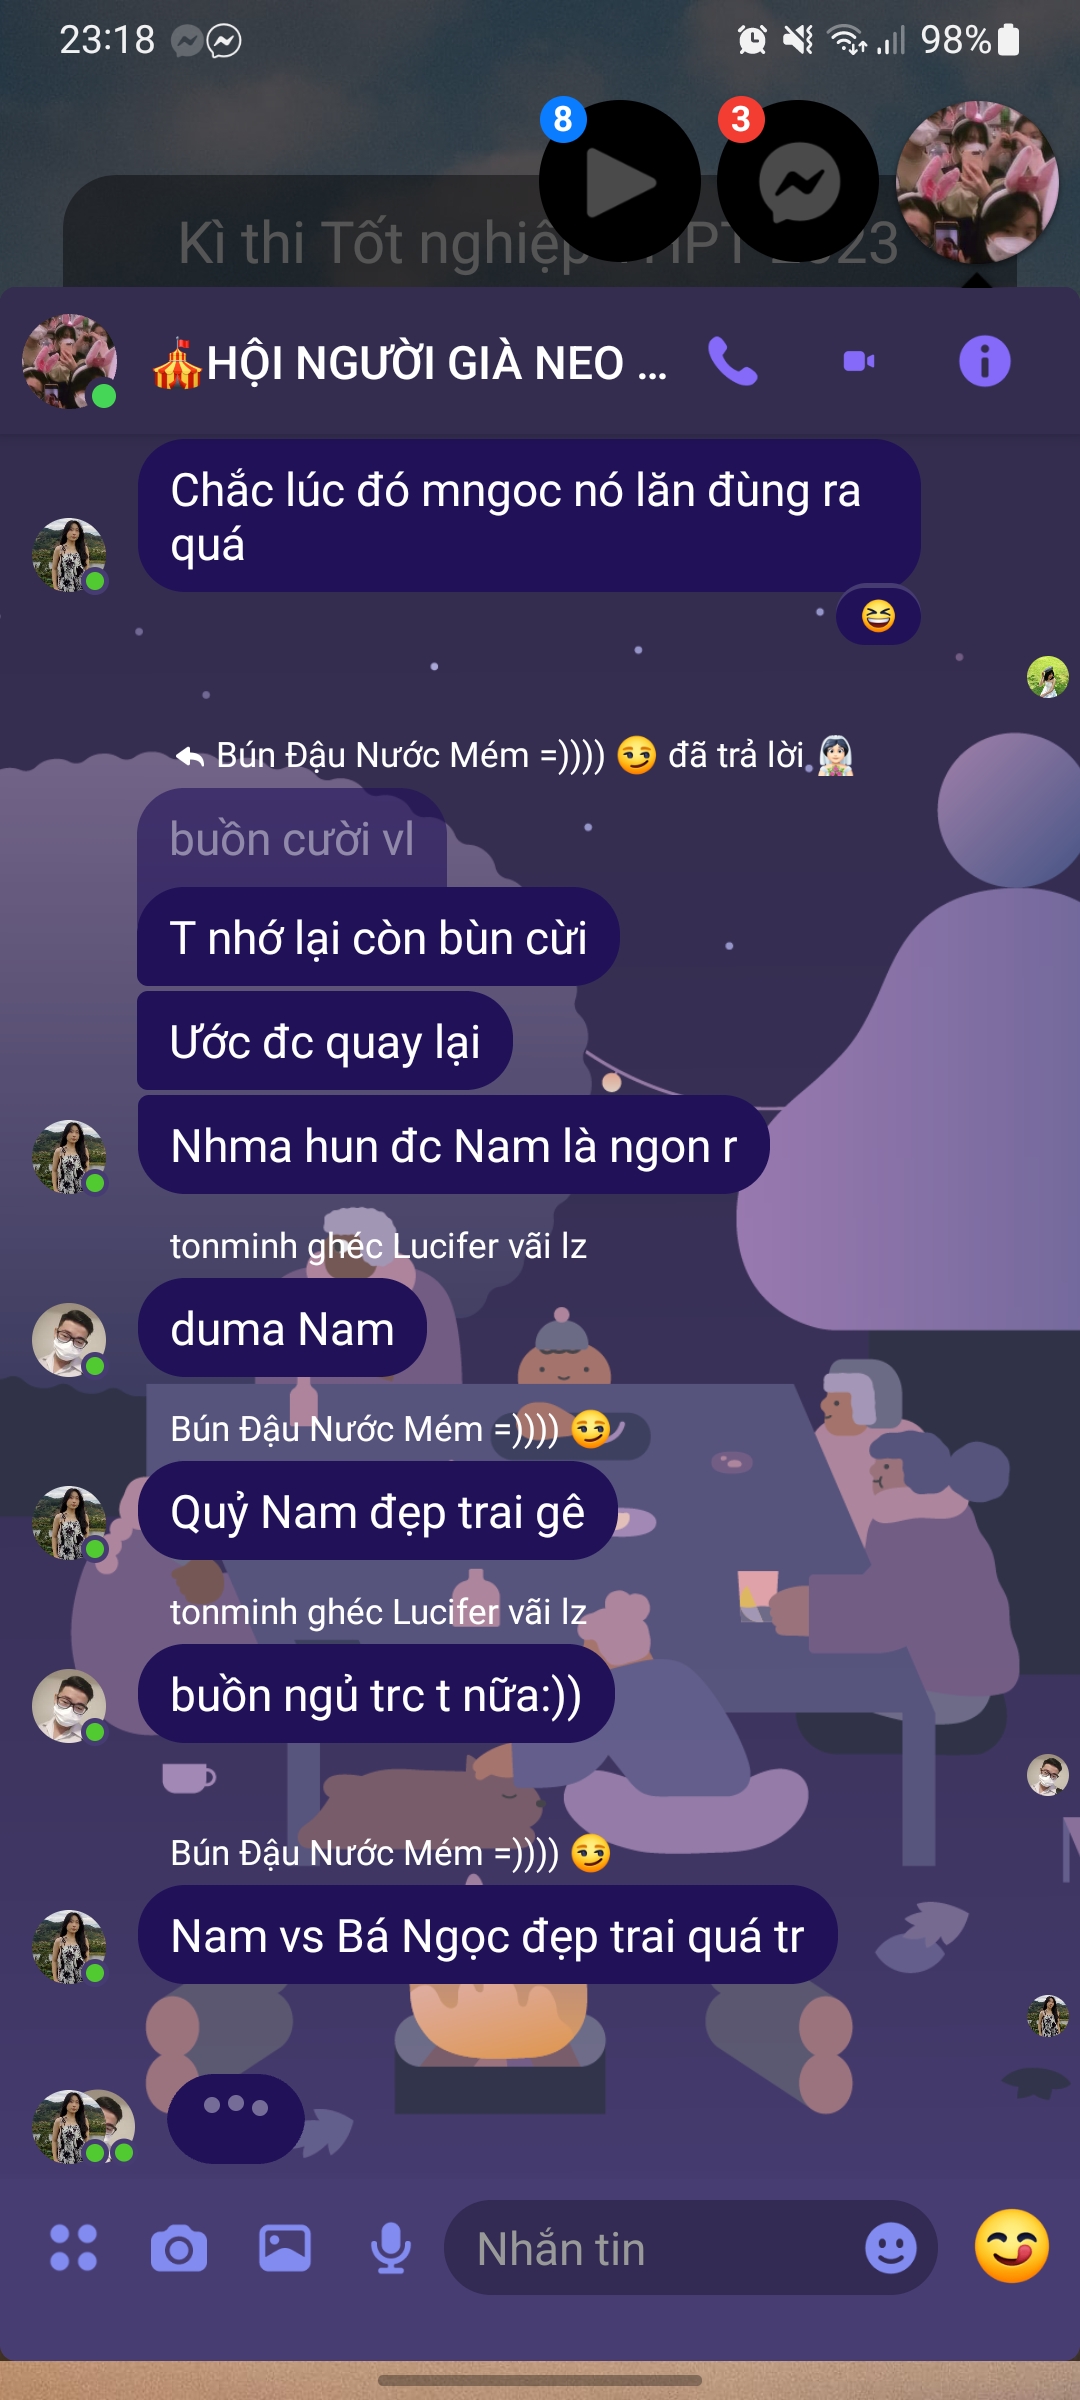 23:18
98%
8
3
Kì thi Tốt nghiệp THPT 2023
🎪HỘI NGƯỜI GIÀ NEO ...
Chắc lúc đó mngoc nó lăn đùng ra
quá
😆
Bún Đậu Nước Mém =)))) 😏 đã trả lời 👰🏻
buồn cười vl
T nhớ lại còn bùn cừi
Ước đc quay lại
Nhma hun đc Nam là ngon r
tonminh ghéc Lucifer vãi lz
duma Nam
Bún Đậu Nước Mém =)))) 😏
Quỷ Nam đẹp trai gê
tonminh ghéc Lucifer vãi lz
buồn ngủ trc t nữa:))
Bún Đậu Nước Mém =)))) 😏
Nam vs Bá Ngọc đẹp trai quá tr
Nhắn tin